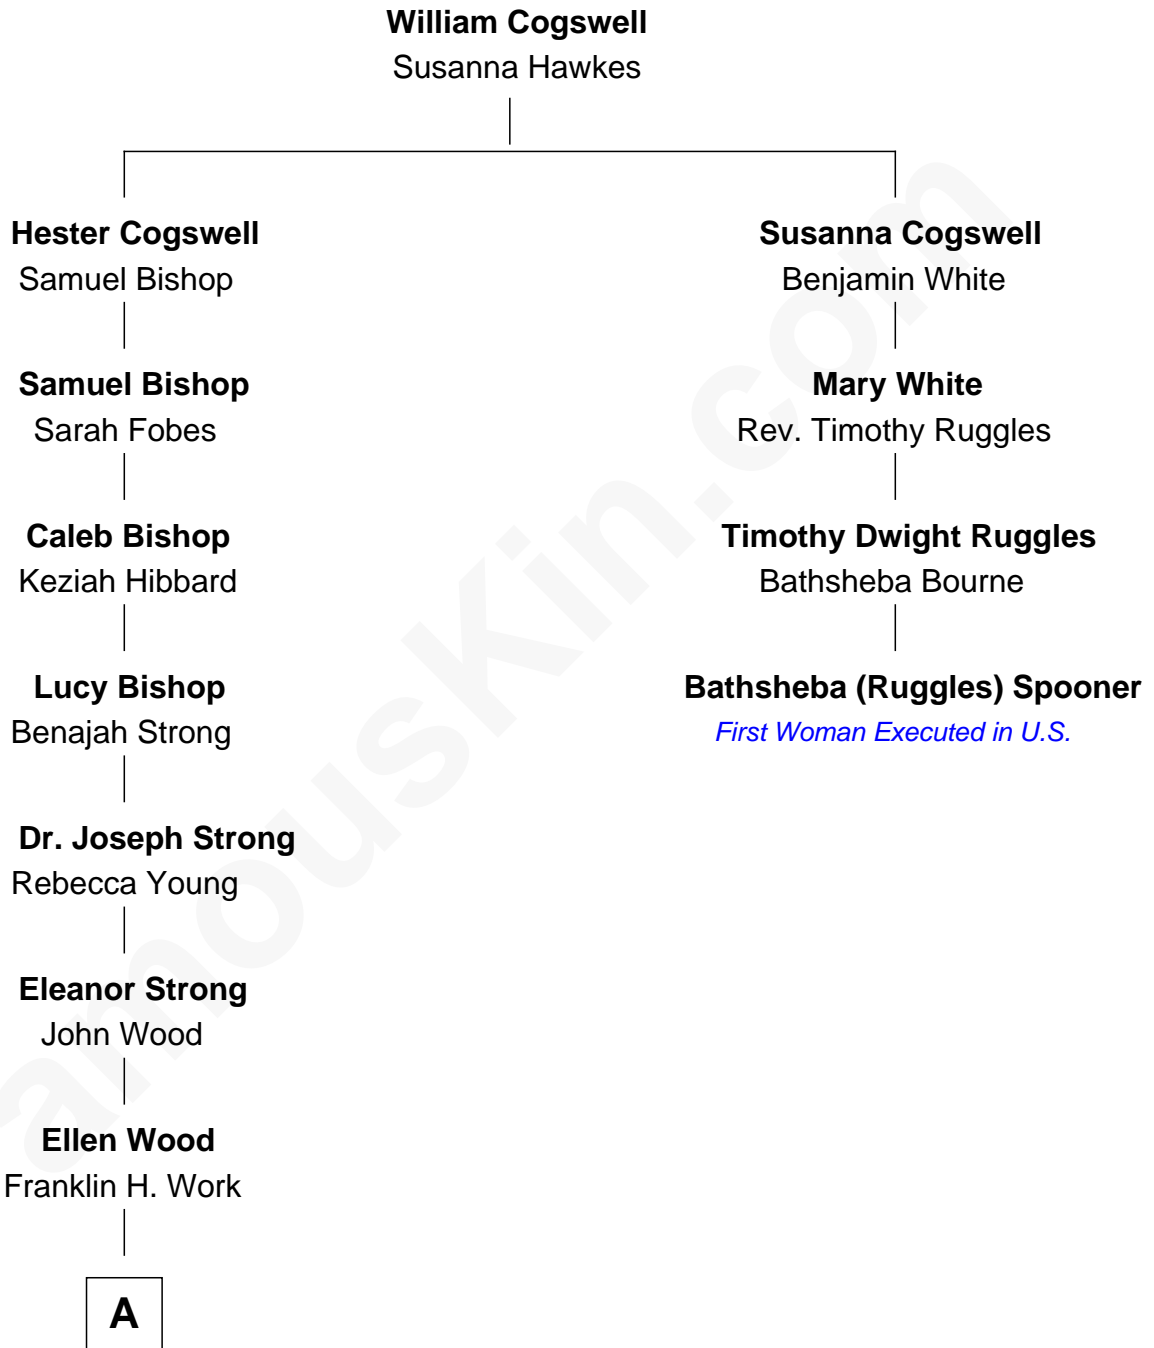 William Cogswell
Susanna Hawkes
Hester Cogswell
Samuel Bishop
Susanna Cogswell
Benjamin White
Samuel Bishop
Sarah Fobes
Mary White
Rev. Timothy Ruggles
Caleb Bishop
Keziah Hibbard
Timothy Dwight Ruggles
Bathsheba Bourne
Lucy Bishop
Benajah Strong
Bathsheba (Ruggles) Spooner
First Woman Executed in U.S.
Dr. Joseph Strong
Rebecca Young
Eleanor Strong
John Wood
Ellen Wood
Franklin H. Work
A
amousKin.com